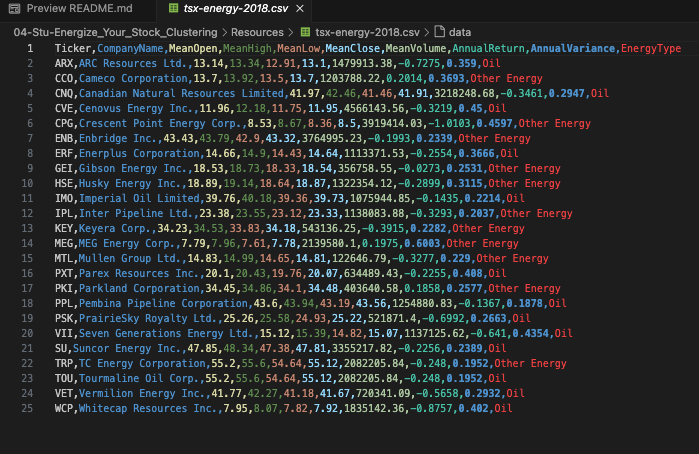 Preview README.md
tsx-energy-2018.csv
04-Stu-Energize_Your_Stock_Clustering > Resources > tsx-energy-2018.csv > data
1 Ticker,CompanyName,MeanOpen,MeanHigh,MeanLow,MeanClose,MeanVolume,AnnualReturn,AnnualVariance,EnergyType
2 ARX,ARC Resources Ltd.,13.14,13.34,12.91,13.1,1479913.38,-0.7275,0.359,Oil
3 CCO,Cameco Corporation,13.7,13.92,13.5,13.7,1203788.22,0.2014,0.3693,Other Energy
4 CNQ,Canadian Natural Resources Limited,41.97,42.46,41.46,41.91,3218248.68,-0.3461,0.2947,Oil
5 CVE,Cenovus Energy Inc.,11.96,12.18,11.75,11.95,4566143.56,-0.3219,0.45,Oil
6 CPG,Crescent Point Energy Corp.,8.53,8.67,8.36,8.5,3919414.03,-1.0103,0.4597,Other Energy
7 ENB,Enbridge Inc.,43.43,43.79,42.9,43.32,3764995.23,-0.1993,0.2339,Other Energy
8 ERF,Enerplus Corporation,14.66,14.9,14.43,14.64,1113371.53,-0.2554,0.3666,Oil
9 GEI,Gibson Energy Inc.,18.53,18.73,18.33,18.54,356758.55,-0.0273,0.2531,Other Energy
10 HSE,Husky Energy Inc.,18.89,19.14,18.64,18.87,1322354.12,-0.2899,0.3115,Other Energy
11 IMO,Imperial Oil Limited,39.76,40.18,39.36,39.73,1075944.85,-0.1435,0.2214,Oil
12 IPL,Inter Pipeline Ltd.,23.38,23.55,23.12,23.33,1138083.88,-0.3293,0.2037,Other Energy
13 KEY,Keyera Corp.,34.23,34.53,33.83,34.18,543136.25,-0.3915,0.2282,Other Energy
14 MEG,MEG Energy Corp.,7.79,7.96,7.61,7.78,2139580.1,0.1975,0.6003,Other Energy
15 MTL,Mullen Group Ltd.,14.83,14.99,14.65,14.81,122646.79,-0.3277,0.229,Other Energy
16 PXT,Parex Resources Inc.,20.1,20.43,19.76,20.07,634489.43,-0.2255,0.408,Oil
17 PKI,Parkland Corporation,34.45,34.86,34.1,34.48,403640.58,0.1858,0.2577,Other Energy
18 PPL,Pembina Pipeline Corporation,43.6,43.94,43.19,43.56,1254880.83,-0.1367,0.1878,Oil
19 PSK,PrairieSky Royalty Ltd.,25.26,25.58,24.93,25.22,521871.4,-0.6992,0.2663,Oil
20 VII,Seven Generations Energy Ltd.,15.12,15.39,14.82,15.07,1137125.62,-0.641,0.4354,Oil
21 SU,Suncor Energy Inc.,47.85,48.34,47.38,47.81,3355217.82,-0.2256,0.2389,Oil
22 TRP,TC Energy Corporation,55.2,55.6,54.64,55.12,2082205.84,-0.248,0.1952,Other Energy
23 TOU,Tourmaline Oil Corp.,55.2,55.6,54.64,55.12,2082205.84,-0.248,0.1952,Oil
24 VET,Vermilion Energy Inc.,41.77,42.27,41.18,41.67,720341.09,-0.5658,0.2932,Oil
25 WCP,Whitecap Resources Inc.,7.95,8.07,7.82,7.92,1835142.36,-0.8757,0.402,Oil